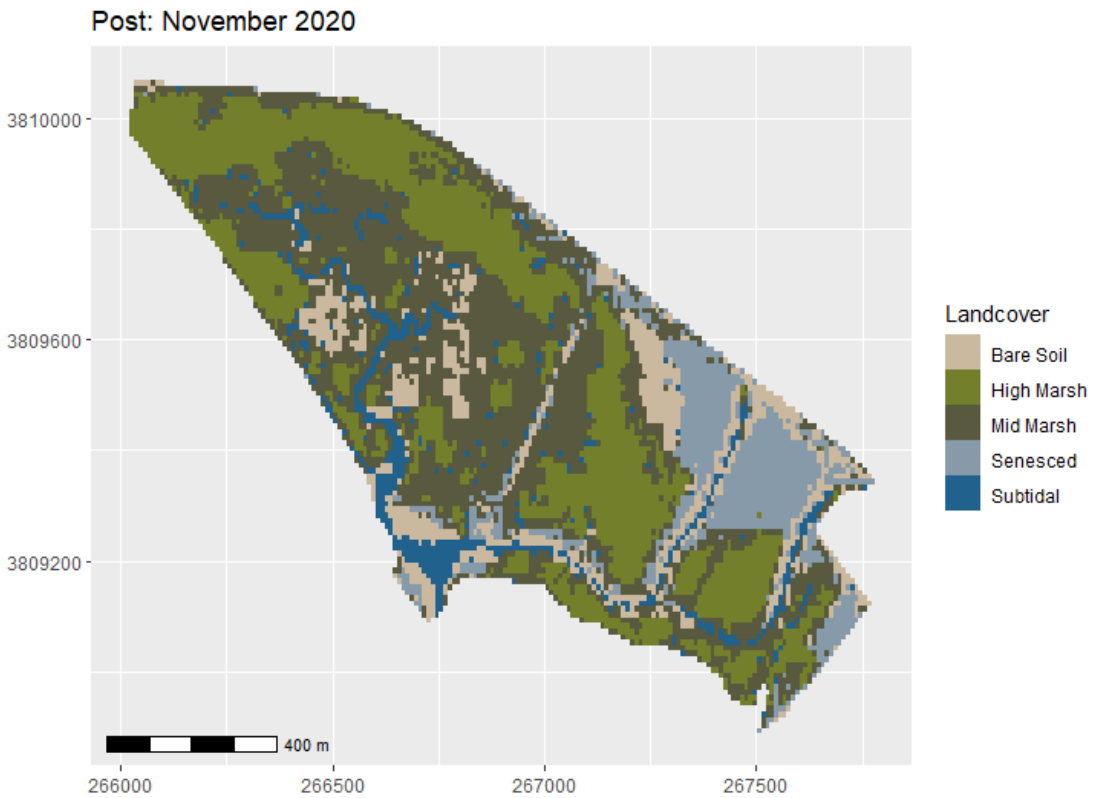 Post: November 2020
3810000
3809600
3809200
266000
266500
267000
267500
400 m
Landcover
Bare Soil
High Marsh
Mid Marsh
Senesced
Subtidal